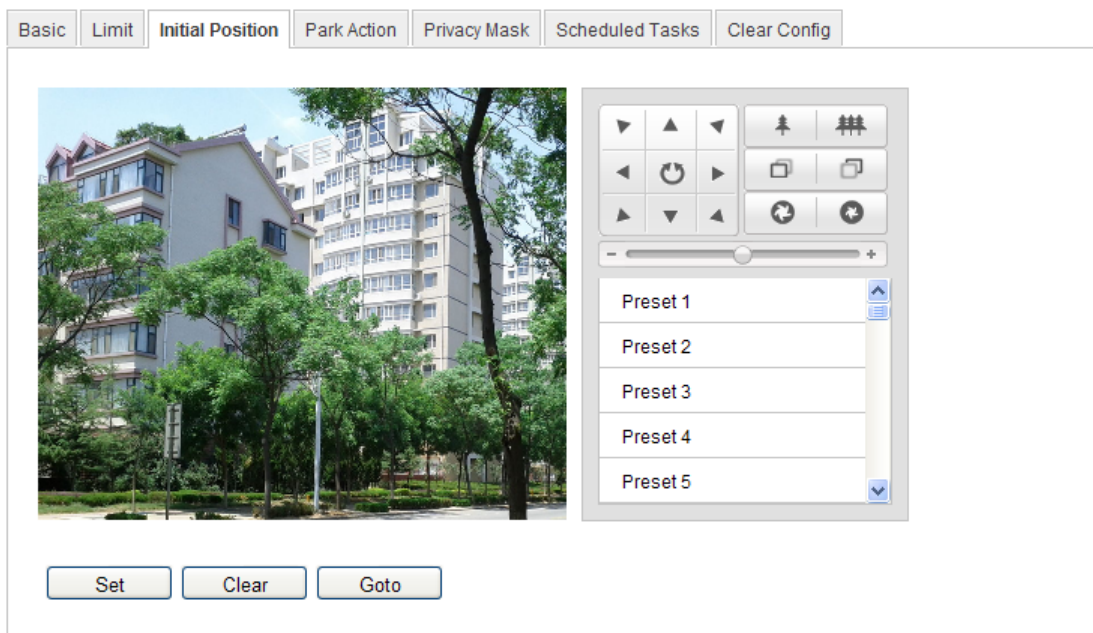 Basic Limit Initial Position Park Action Privacy Mask Scheduled Tasks Clear Config
Preset 1
Preset 2
Preset 3
Preset 4
Preset 5
Set Clear Goto